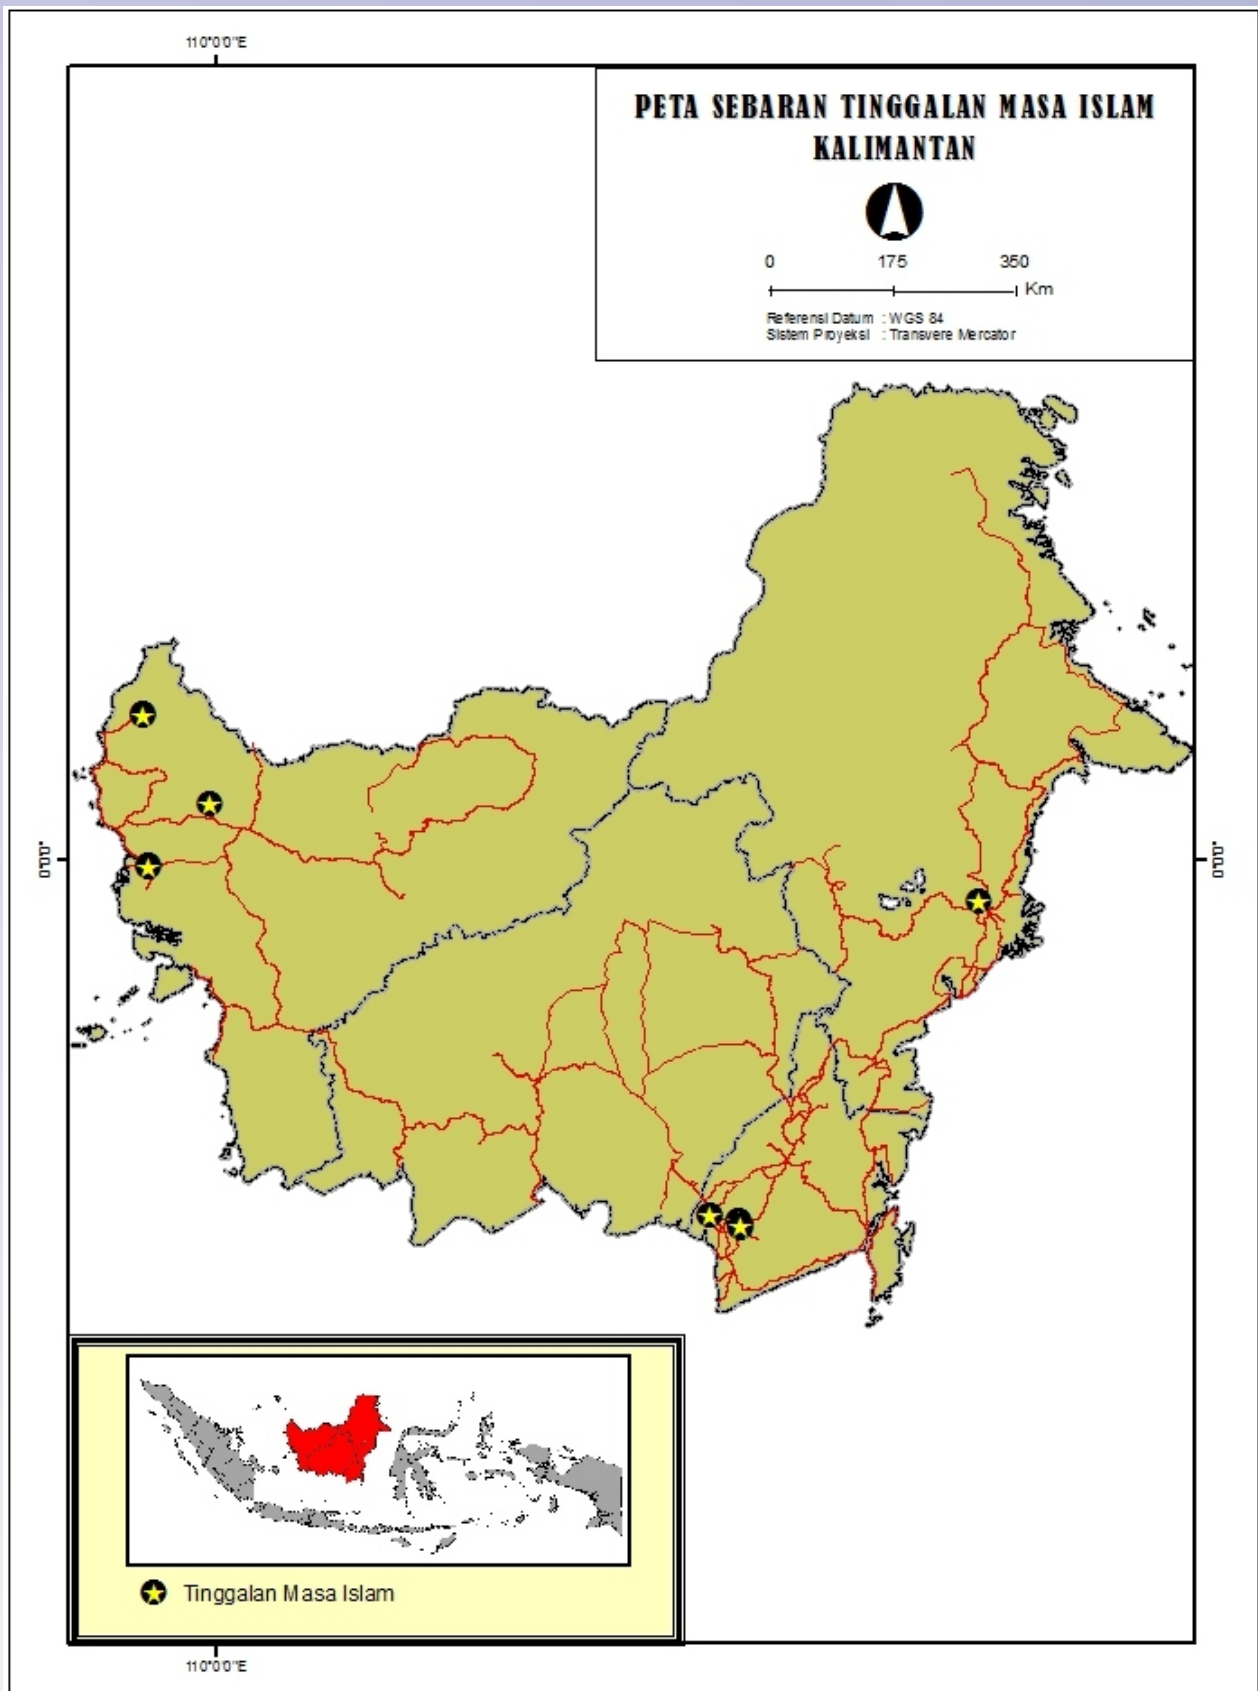 110°0'0"E
PETA SEBARAN TINGGALAN MASA ISLAM
KALIMANTAN
0 175 350
Km
Referensi Datum : WGS 84
Sistem Proyeksi : Transvere Mercator
0°0'0"
0°0'0"
Tinggalan Masa Islam
110°0'0"E